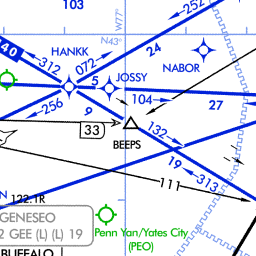 103
W77°
252
N43°
40
HANKK
312
072
24
NABOR
5
JOSSY
104
27
256
9
33
132
BEEPS
19
313
111
122.1R
GENESEO
2 GEE (L) (L) 19
Penn Yan/Yates City
(PEO)
BUFFALO